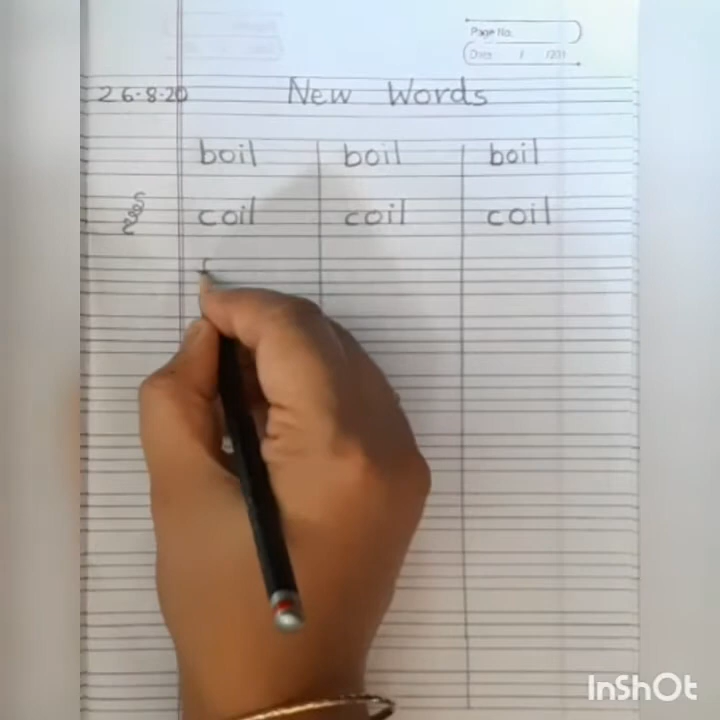 Page No.
Date / /201
26-8-20 New Words
boil boil boil
coil coil coil
InShOt